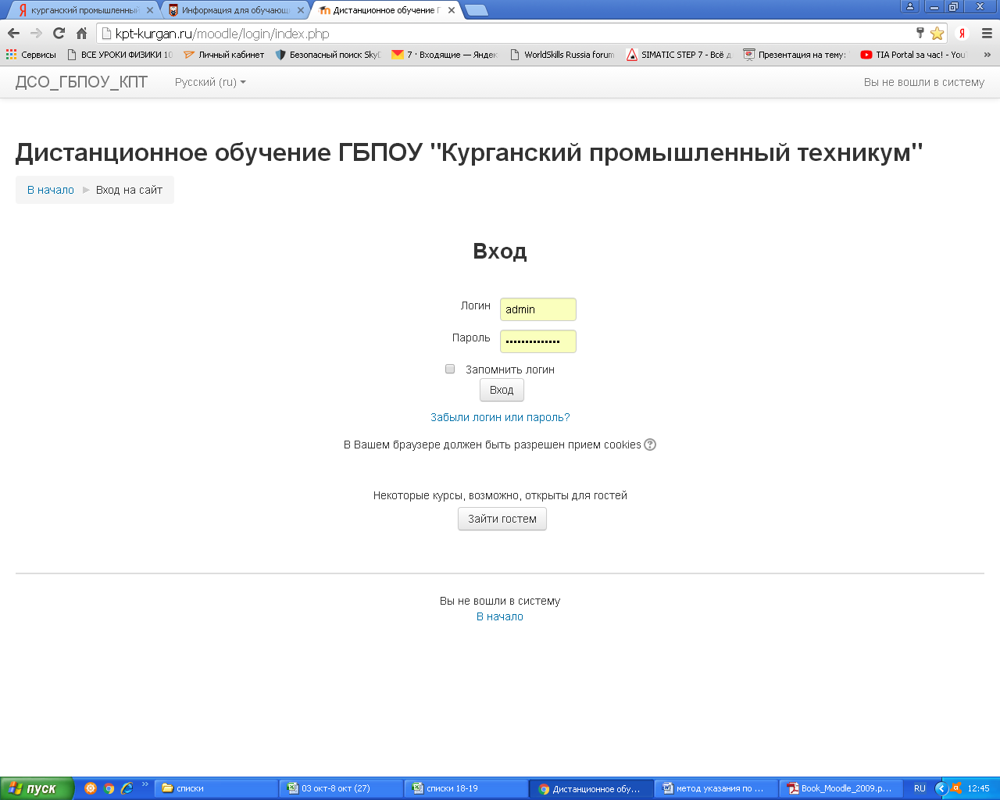 курганский промышленный
Информация для обучающ
Дистанционное обучение Г
kpt-kurgan.ru/moodle/login/index.php
Сервисы
ВСЕ УРОКИ ФИЗИКИ 10
Личный кабинет
Безопасный поиск SkyD
7 · Входящие — Яндек
WorldSkills Russia forum
SIMATIC STEP 7 - Всё д
Презентация на тему:
TIA Portal за час! - You
»
ДСО_ГБПОУ_КПТ
Русский (ru)
Вы не вошли в систему
Дистанционное обучение ГБПОУ "Курганский промышленный техникум"
В начало ► Вход на сайт
Вход
Логин admin
Пароль ••••••••••••••
Запомнить логин
Вход
Забыли логин или пароль?
В Вашем браузере должен быть разрешен прием cookies ?
Некоторые курсы, возможно, открыты для гостей
Зайти гостем
Вы не вошли в систему
В начало
пуск
»
списки
03 окт-8 окт (27)
списки 18-19
Дистанционное обу...
метод указания по ...
Book_Moodle_2009.p...
RU
12:45